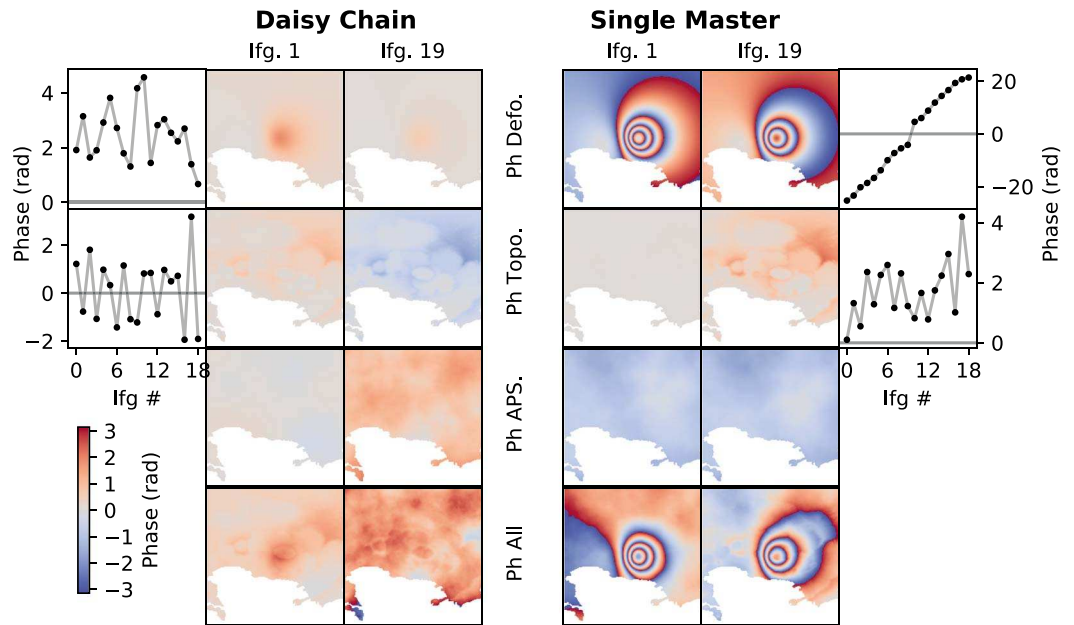 Daisy Chain
Single Master
Ifg. 1
Ifg. 19
Ifg. 1
Ifg. 19
4
2
0
Phase (rad)
Ph Defo.
20
0
−20
Phase (rad)
2
0
−2
0
6
12
18
Ifg #
Ph Topo.
4
2
0
0
6
12
18
Ifg #
Ph APS.
3
2
1
0
−1
−2
−3
Phase (rad)
Ph All